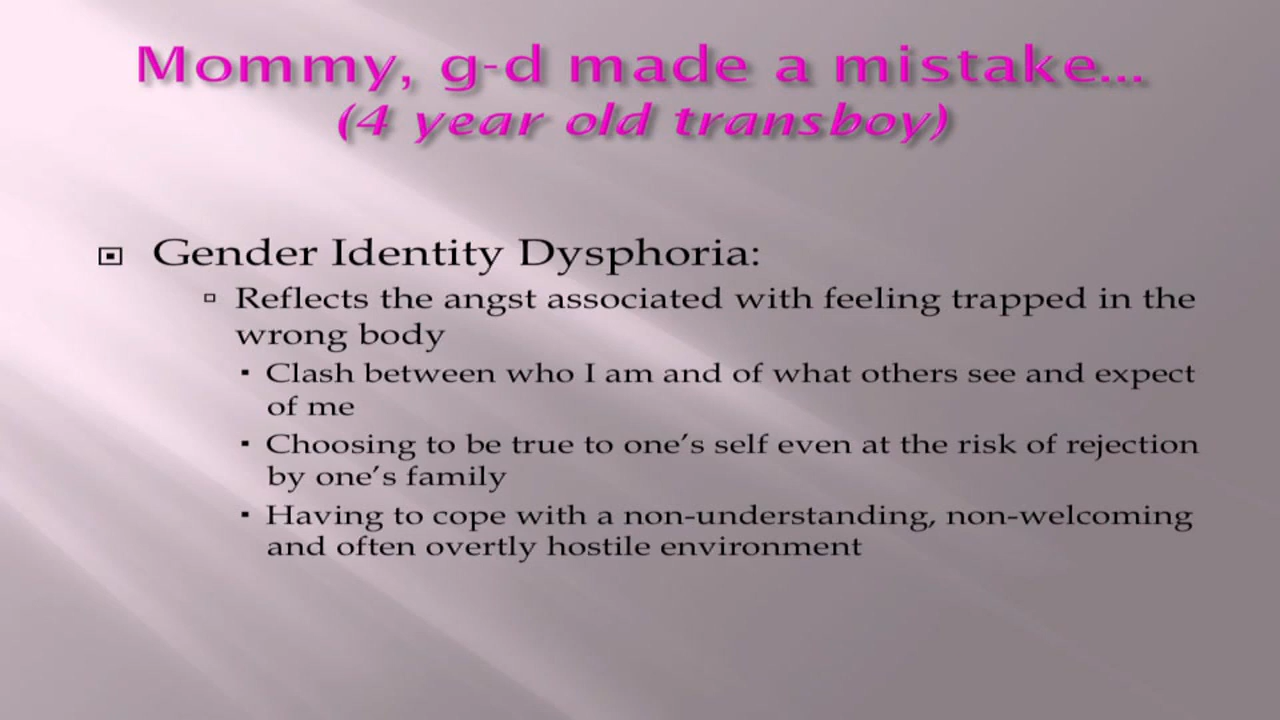 Mommy, g-d made a mistake...
(4 year old transboy)
Gender Identity Dysphoria:
Reflects the angst associated with feeling trapped in the
wrong body
Clash between who I am and of what others see and expect
of me
Choosing to be true to one’s self even at the risk of rejection
by one’s family
Having to cope with a non-understanding, non-welcoming
and often overtly hostile environment